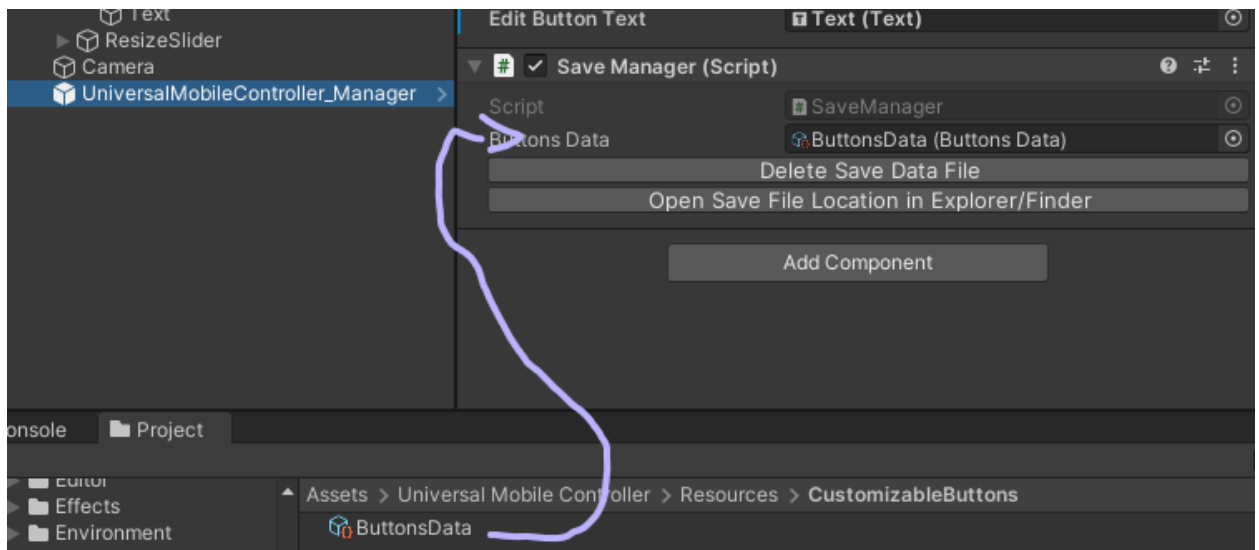 Text
ResizeSlider
Camera
UniversalMobileController_Manager
Edit Button Text
Text (Text)
Save Manager (Script)
Script
SaveManager
Buttons Data
ButtonsData (Buttons Data)
Delete Save Data File
Open Save File Location in Explorer/Finder
Add Component
onsole
Project
Editor
Effects
Environment
Assets > Universal Mobile Controller > Resources > CustomizableButtons
ButtonsData